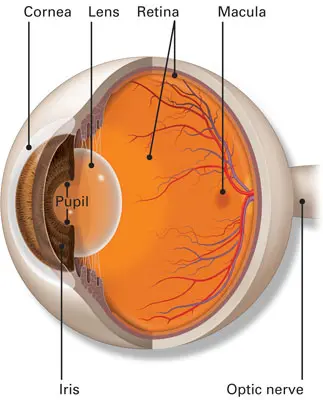 Cornea Lens Retina Macula
Pupil
Iris Optic nerve